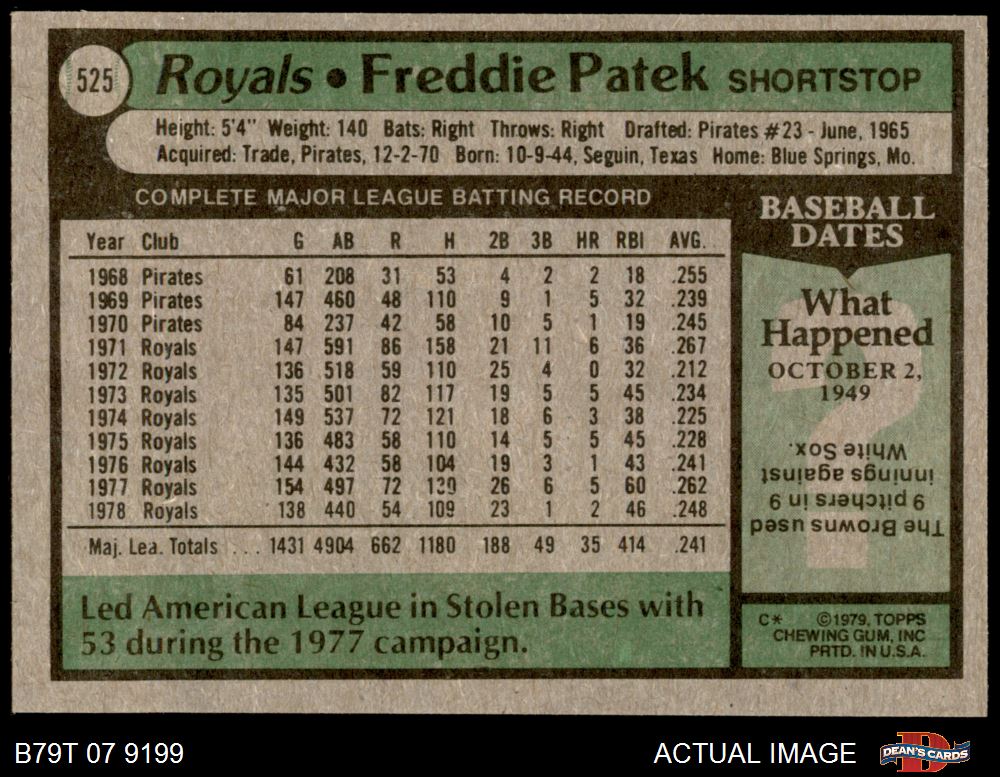 525
Royals • Freddie Patek SHORTSTOP
Height: 5'4" Weight: 140 Bats: Right Throws: Right Drafted: Pirates #23 - June, 1965
Acquired: Trade, Pirates, 12-2-70 Born: 10-9-44, Seguin, Texas Home: Blue Springs, Mo.
COMPLETE MAJOR LEAGUE BATTING RECORD
Year Club G AB R H 2B 3B HR RBI AVG.
1968 Pirates 61 208 31 53 4 2 2 18 .255
1969 Pirates 147 460 48 110 9 1 5 32 .239
1970 Pirates 84 237 42 58 10 5 1 19 .245
1971 Royals 147 591 86 158 21 11 6 36 .267
1972 Royals 136 518 59 110 25 4 0 32 .212
1973 Royals 135 501 82 117 19 5 5 45 .234
1974 Royals 149 537 72 121 18 6 3 38 .225
1975 Royals 136 483 58 110 14 5 5 45 .228
1976 Royals 144 432 58 104 19 3 1 43 .241
1977 Royals 154 497 72 6 5 60 .262
1978 Royals 138 440 54 109 23 1 2 46 .248
Maj. Lea. Totals ... 1431 4904 662 1180 188 49 35 414 .241
Led American League in Stolen Bases with
53 during the 1977 campaign.
BASEBALL
DATES
What
Happened
OCTOBER 2,
1949
The Browns used
9 pitchers in 9
innings against
White Sox.
C* ©1979, TOPPS
CHEWING GUM, INC
PRTD. IN U.S.A.
B79T 07 9199
ACTUAL IMAGE
D
DEAN'S CARDS